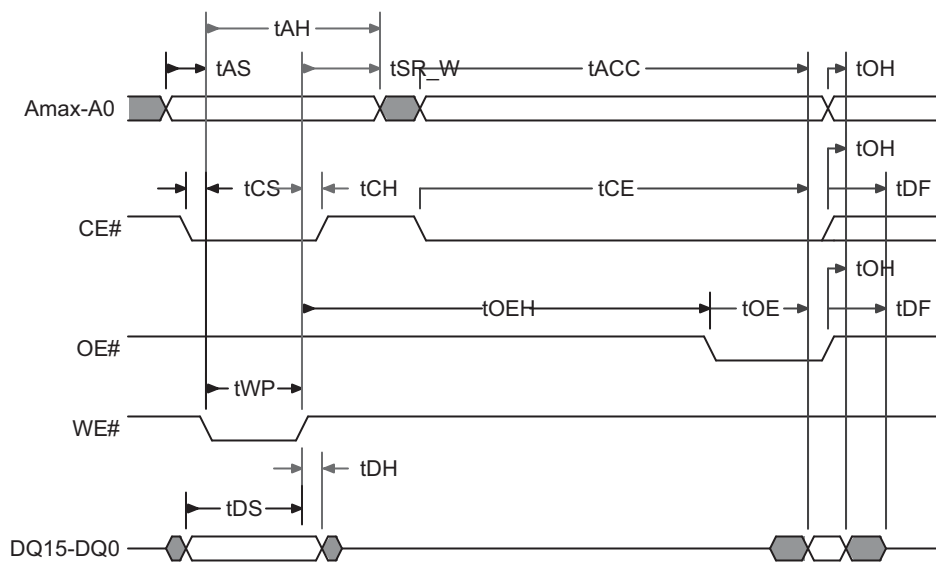 tAH
tAS
tSR_W
tACC
tOH
Amax-A0
tOH
tCS
tCH
tCE
tDF
CE#
tOH
tOEH
tOE
tDF
OE#
tWP
WE#
tDH
tDS
DQ15-DQ0